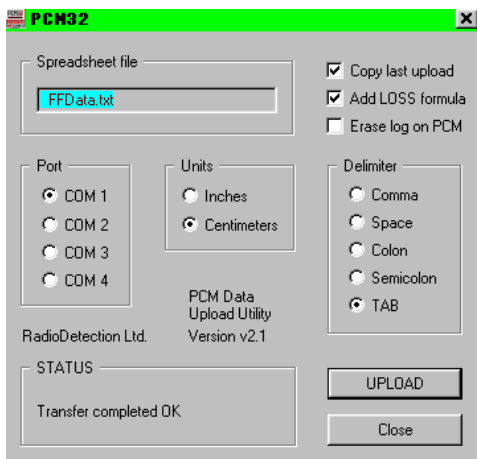 PCM32
Spreadsheet file
FFData.txt
Copy last upload
Add LOSS formula
Erase log on PCM
Port
COM 1
COM 2
COM 3
COM 4
Units
Inches
Centimeters
Delimiter
Comma
Space
Colon
Semicolon
TAB
PCM Data
Upload Utility
Version v2.1
RadioDetection Ltd.
STATUS
Transfer completed OK
UPLOAD
Close